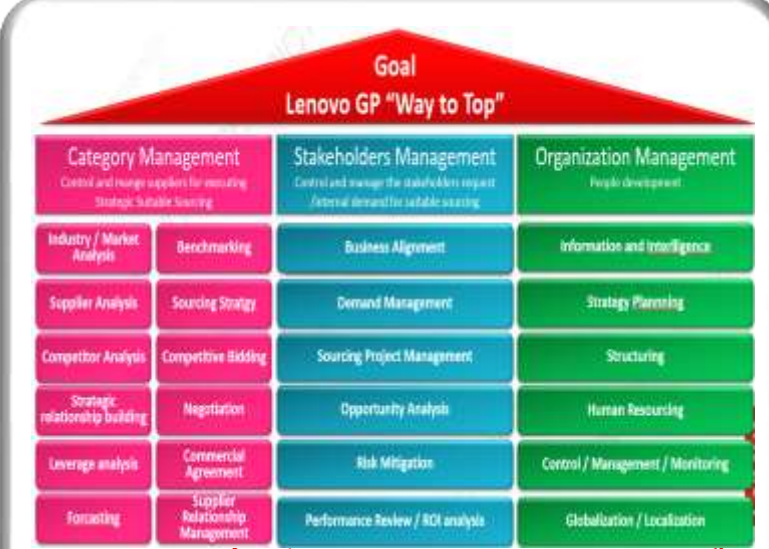 Goal
Lenovo GP “Way to Top”
Category Management
Control and mange suppliers for executing
Strategic Suitable Sourcing
Stakeholders Management
Control and manage the stakeholders request
/internal demand for suitable sourcing
Organization Management
People development
Industry / Market
Analysis
Benchmarking
Business Alignment
Information and Interlligence
Supplier Analysis
Sourcing Stratgy
Demand Management
Strategy Plannning
Competitor Analysis
Competitive Bidding
Sourcing Project Management
Structuring
Strategic
relationship building
Negotiation
Opportunity Analysis
Human Resourcing
Leverage analysis
Commercial
Agreement
Risk Mitigation
Control / Management / Monitoring
Forcasting
Supplier
Relationship
Management
Performance Review / ROI analysis
Globalization / Localization